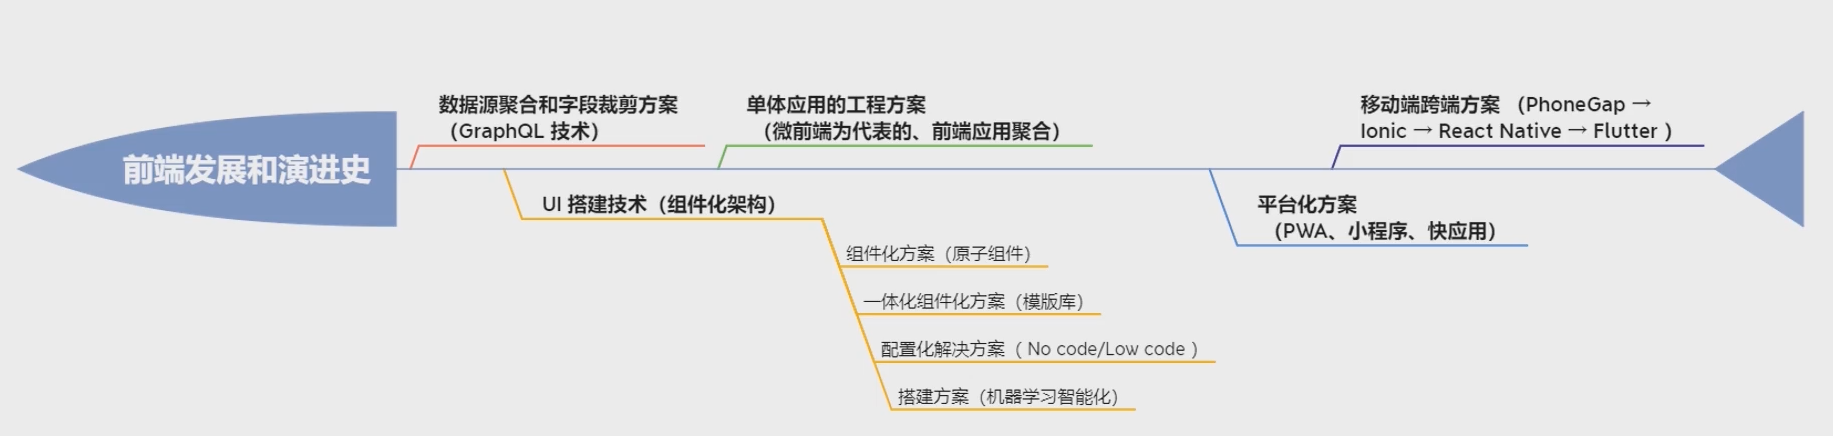 前端发展和演进史
数据源聚合和字段裁剪方案
（GraphQL 技术）
UI 搭建技术（组件化架构）
组件化方案（原子组件）
一体化组件化方案（模版库）
配置化解决方案（ No code/Low code ）
搭建方案（机器学习智能化）
单体应用的工程方案
（微前端为代表的、前端应用聚合）
平台化方案
（PWA、小程序、快应用）
移动端跨端方案 （PhoneGap →
Ionic → React Native → Flutter ）